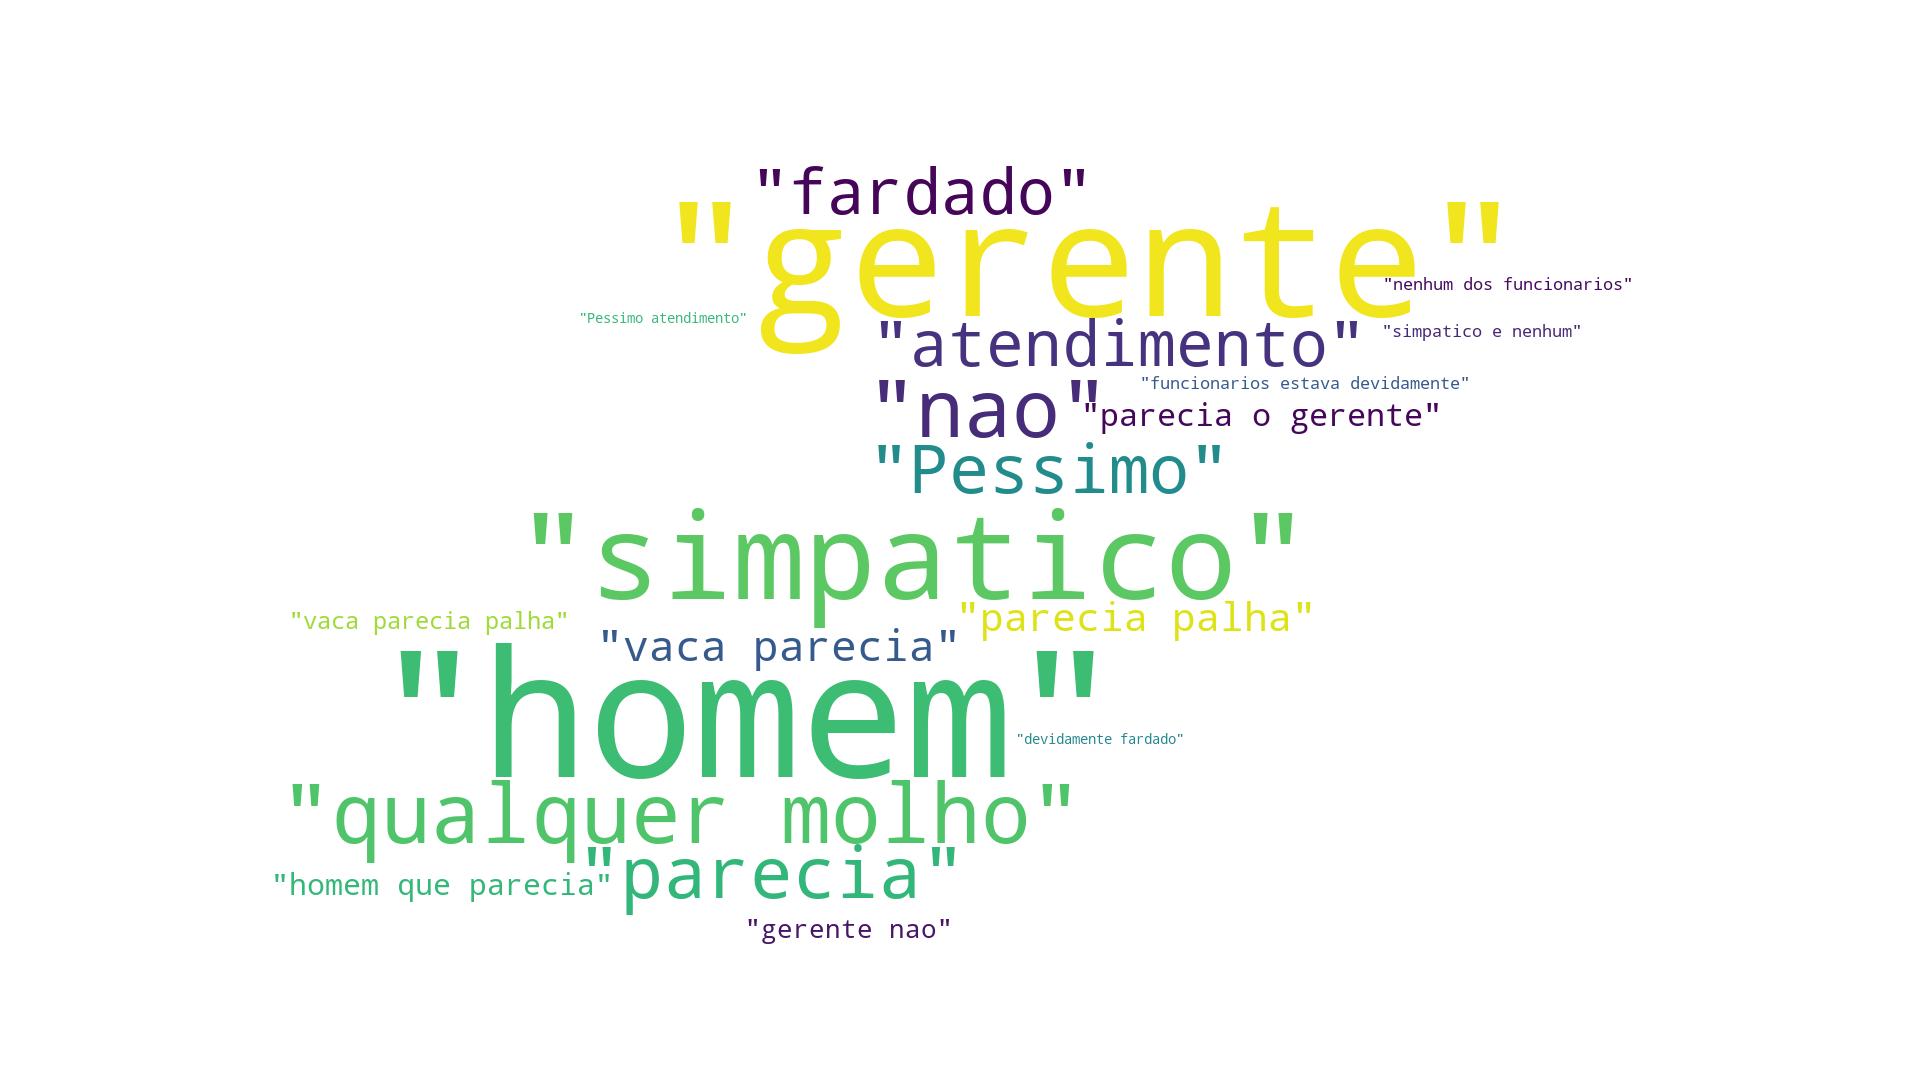 "fardado"
"gerente"
"nenhum dos funcionarios"
"Pessimo atendimento"
"atendimento"
"simpatico e nenhum"
"funcionarios estava devidamente"
"nao"
"parecia o gerente"
"Pessimo"
"simpatico"
"vaca parecia palha"
"parecia palha"
"vaca parecia"
"homem"
"devidamente fardado"
"qualquer molho"
"parecia"
"homem que parecia"
"gerente nao"